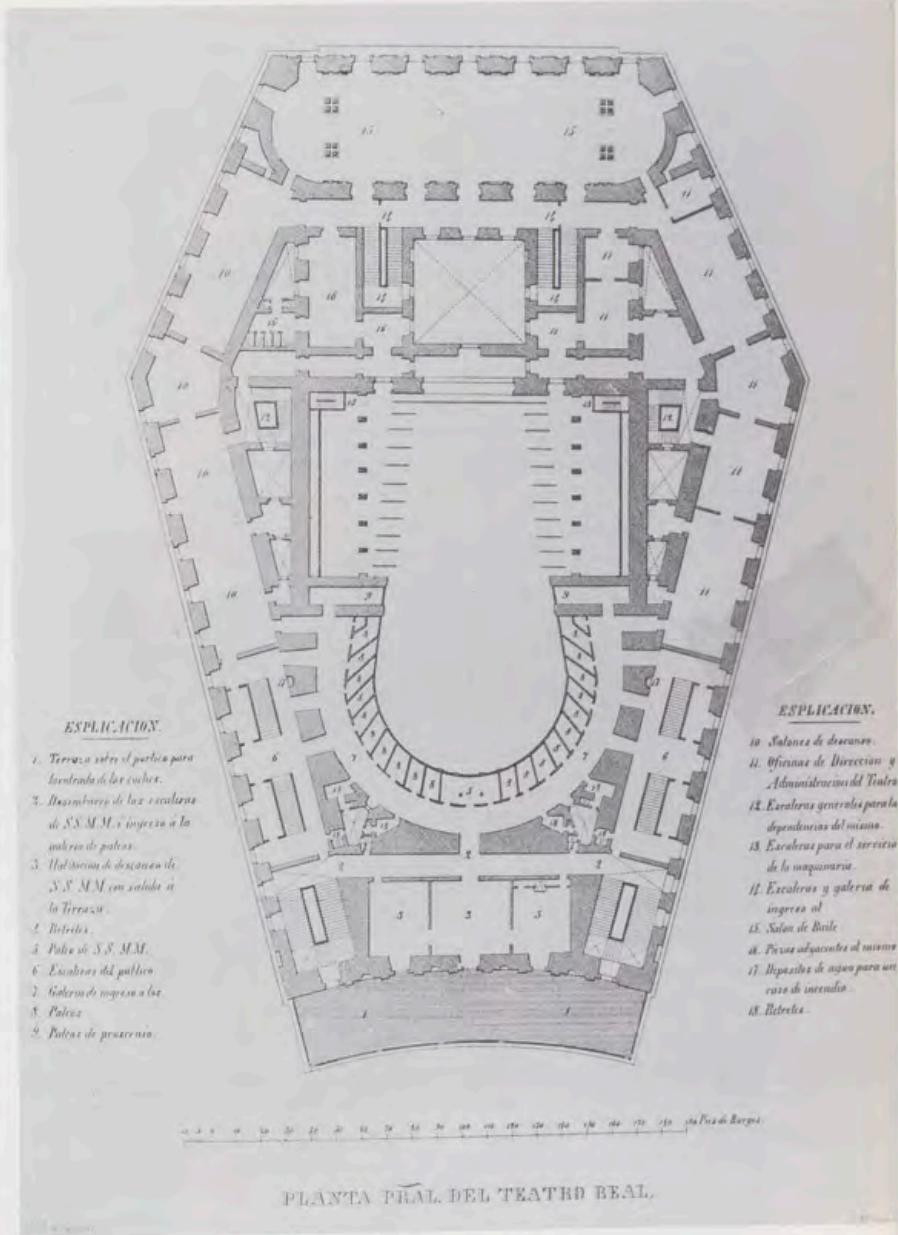 ESPLICACION.
1. Terraza sobre el portico para
la entrada de los coches.
2. Desembarco de las escaleras
de S.S. M.M. é ingreso á la
galeria de palcos.
3. Habitacion de descanso de
S.S. M.M. con salida á
la Terraza.
4. Retretes.
5. Palco de S.S. M.M.
6. Escaleras del público
7. Galeria de ingreso a los
8. Palcos
9. Palcos de proscenio.
ESPLICACION.
10. Salones de descanso.
11. Oficinas de Direccion y
Administracion del Teatro
12. Escaleras generales para la
dependencias del mismo.
13. Escaleras para el servicio
de la maquinaria.
14. Escaleras y galeria de
ingreso al
15. Salon de Baile
16. Piezas adyacentes al mismo
17. Depositos de agua para un
caso de incendio.
18. Retretes.
Pies de Burgos.
PLANTA PRAL. DEL TEATRO REAL.